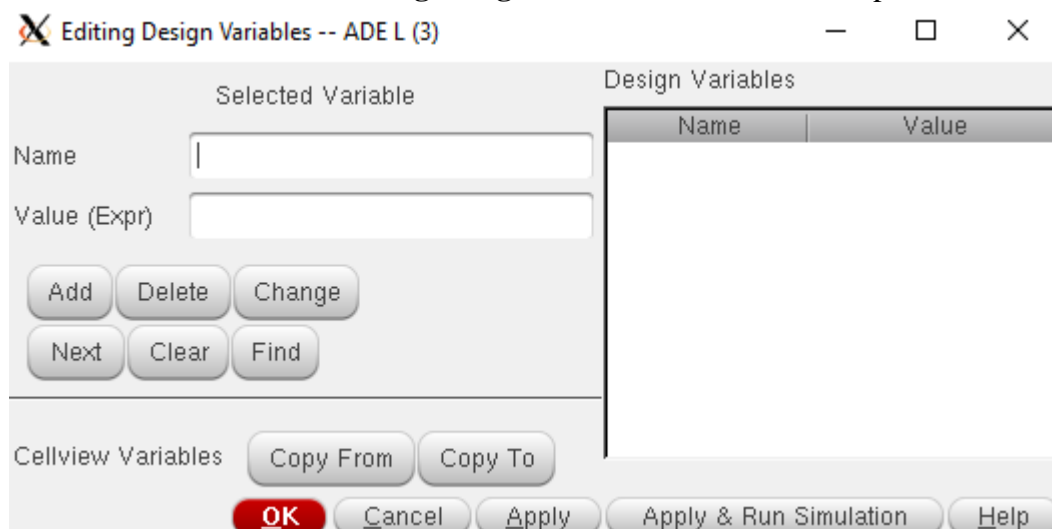 Editing Design Variables -- ADE L (3)
Selected Variable
Name
Value (Expr)
Add Delete Change
Next Clear Find
Cellview Variables Copy From Copy To
Design Variables
Name Value
OK Cancel Apply Apply & Run Simulation Help